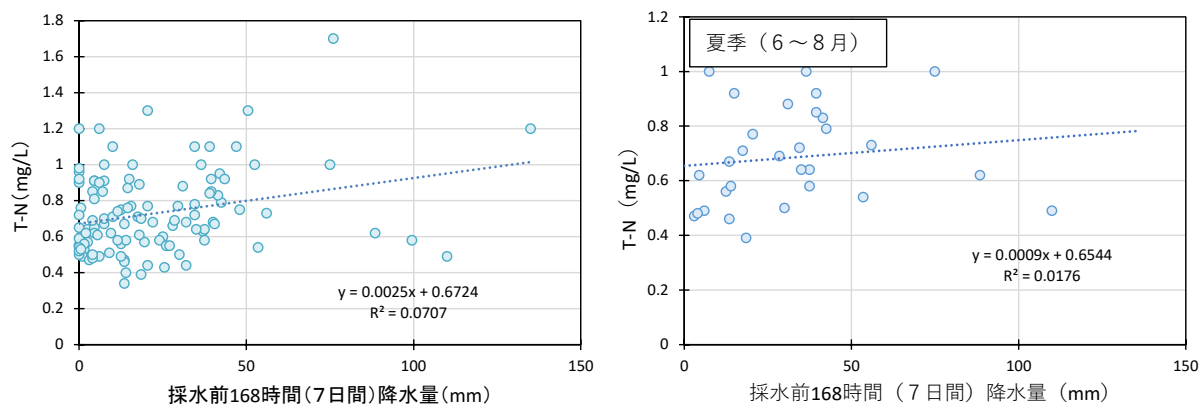 T-N(mg/L)
1.8
1.6
1.4
1.2
1
0.8
0.6
0.4
0.2
0
y = 0.0025x + 0.6724
R² = 0.0707
0 50 100 150
採水前168時間(7日間)降水量(mm)
T-N (mg/L)
1.2
1
0.8
0.6
0.4
0.2
0
夏季（６～８月）
y = 0.0009x + 0.6544
R² = 0.0176
0 50 100 150
採水前168時間（７日間）降水量（mm）